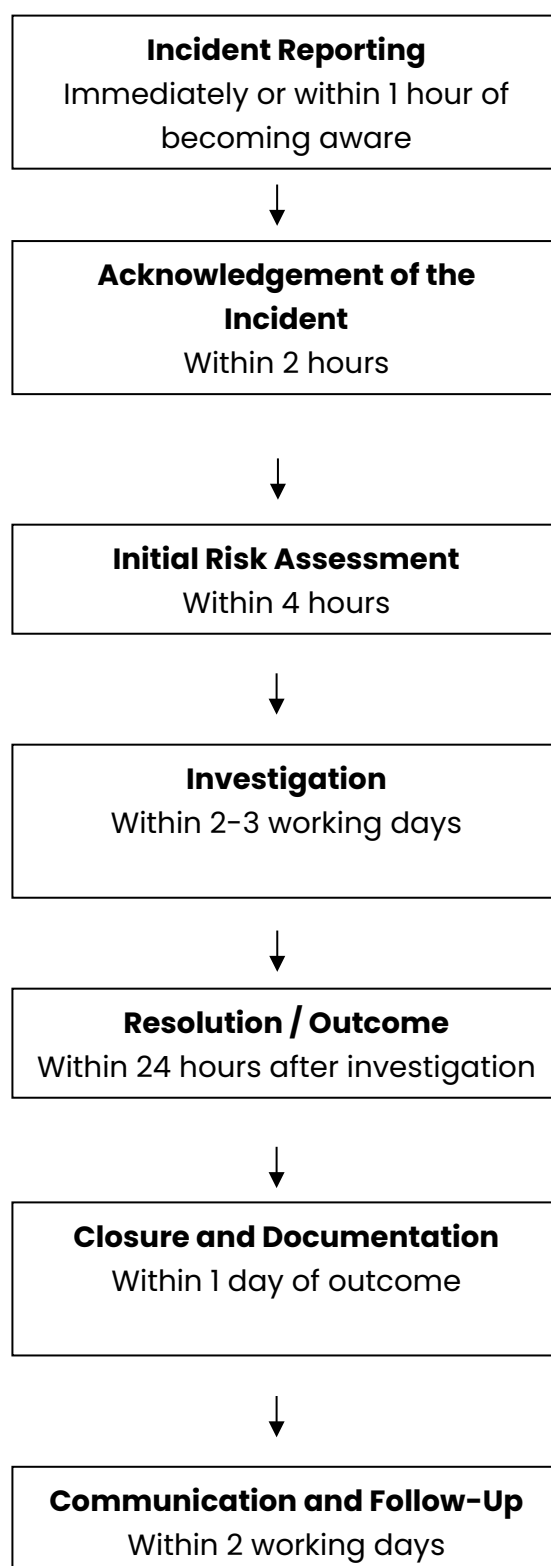 Incident Reporting
Immediately or within 1 hour of
becoming aware
Acknowledgement of the
Incident
Within 2 hours
Initial Risk Assessment
Within 4 hours
Investigation
Within 2-3 working days
Resolution / Outcome
Within 24 hours after investigation
Closure and Documentation
Within 1 day of outcome
Communication and Follow-Up
Within 2 working days